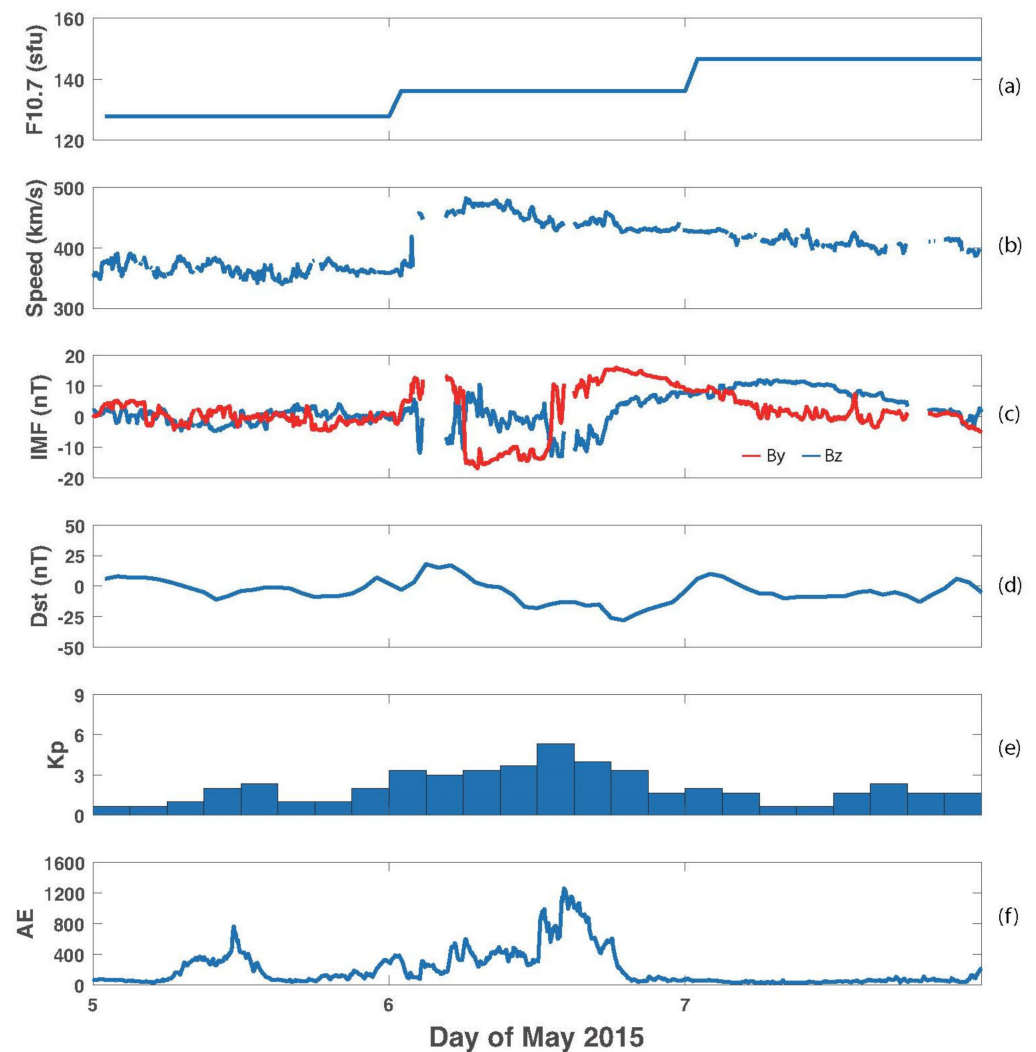 F10.7 (sfu)
160
140
120
(a)
Speed (km/s)
500
400
300
(b)
IMF (nT)
20
10
0
-10
-20
By Bz
(c)
Dst (nT)
50
25
0
-25
-50
(d)
Kp
9
6
3
0
(e)
AE
1600
1200
800
400
0
(f)
5 6 7
Day of May 2015